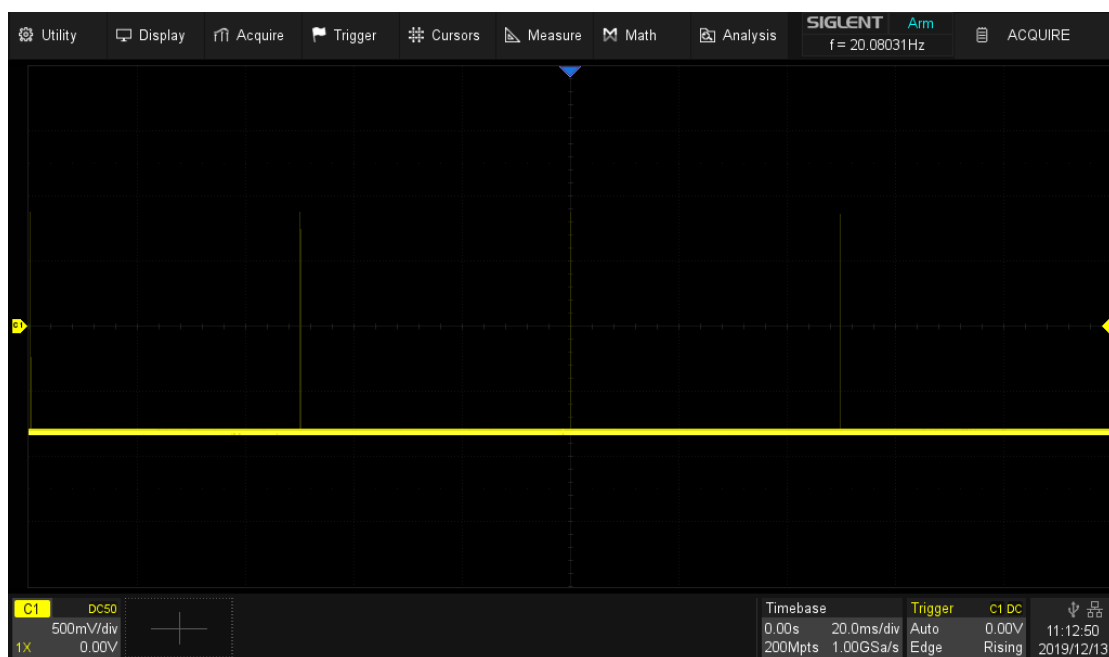 Utility Display Acquire Trigger Cursors Measure Math Analysis SIGLENT Arm ACQUIRE
f = 20.08031Hz
C1
C1 DC50
500mV/div
1X 0.00V
Timebase Trigger C1 DC
0.00s 20.0ms/div Auto 0.00V 11:12:50
200Mpts 1.00GSa/s Edge Rising 2019/12/13